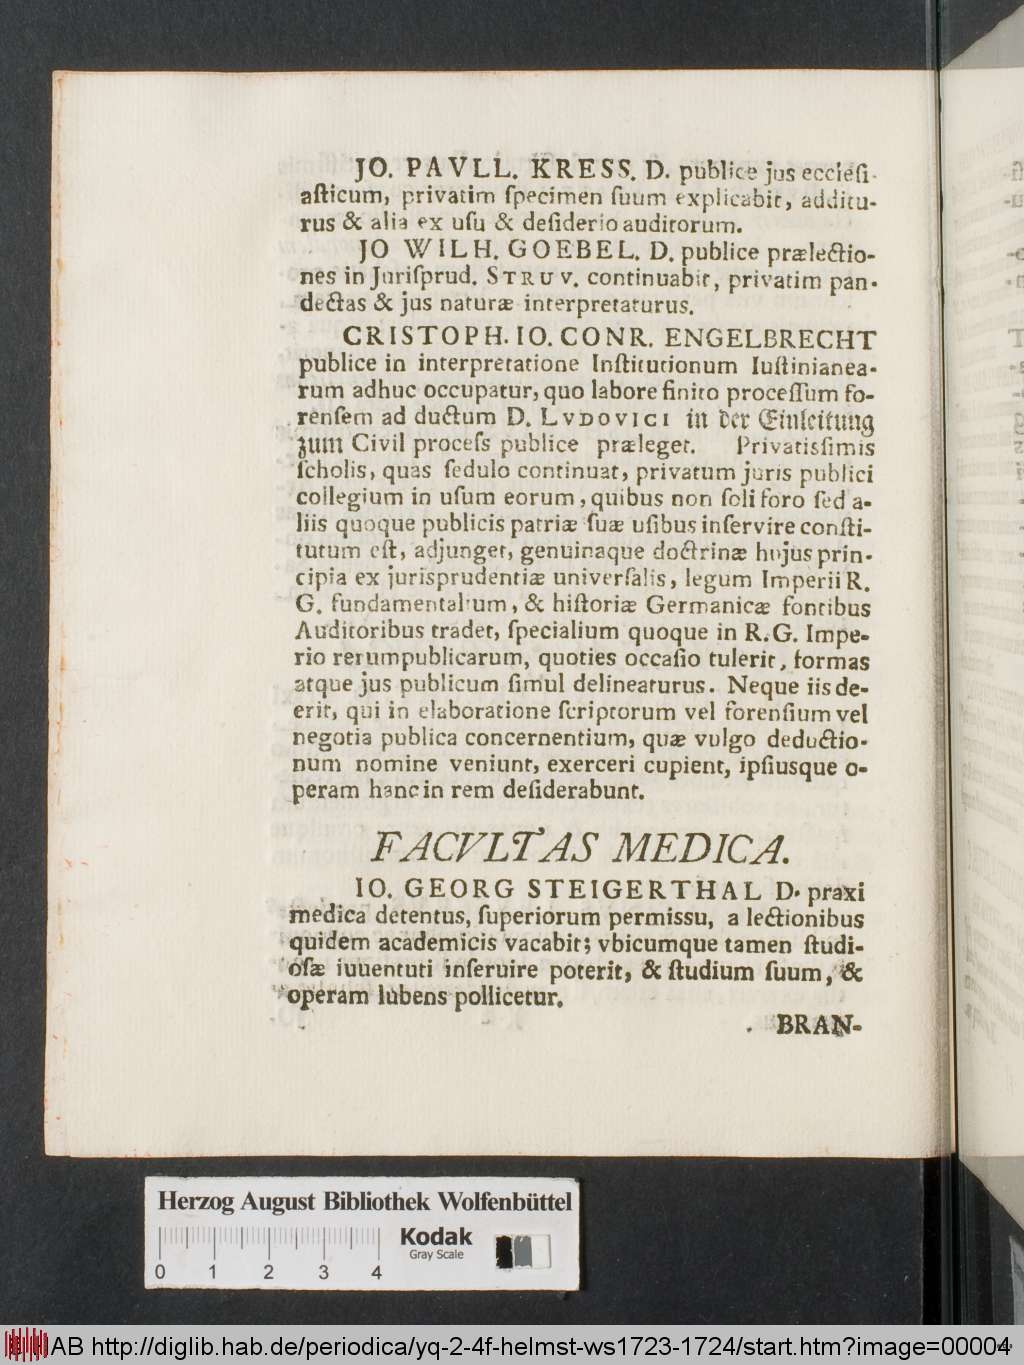 JO. PAVLL. KRESS. D. publice jus ecclesi-
aſticum, privatim ſpecimen ſuum explicabit, additu-
rus & alia ex uſu & deſiderio auditorum.
JO WILH. GOEBEL. D. publice prælectio-
nes in Juriſprud. STRUV. continuabit, privatim pan-
dectas & jus naturæ interpretaturus.
CRISTOPH. IO. CONR. ENGELBRECHT
publice in interpretatione Inſtitutionum Iuſtinianea-
rum adhuc occupatur, quo labore finito proceſſum fo-
renſem ad ductum D. LVDOVICI in der Einleitung
zum Civil proceſs publice præleget. Privatisſimis
ſcholis, quas ſedulo continuat, privatum juris publici
collegium in uſum eorum, quibus non ſoli foro ſed a-
liis quoque publicis patriæ ſuæ uſibus inſervire conſti-
tutum eſt, adjunget, genuinaque doctrinæ hujus prin-
cipia ex jurisprudentiæ univerſalis, legum Imperii R.
G. fundamentalium, & hiſtoriæ Germanicæ fontibus
Auditoribus tradet, ſpecialium quoque in R. G. Impe-
rio rerumpublicarum, quoties occaſio tulerit, formas
atque jus publicum ſimul delineaturus. Neque iis de-
erit, qui in elaboratione ſcriptorum vel forenſium vel
negotia publica concernentium, quæ vulgo deductio-
num nomine veniunt, exerceri cupient, ipſiusque o-
peram hanc in rem deſiderabunt.
FACVLTAS MEDICA.
IO. GEORG STEIGERTHAL D. praxi
medica detentus, ſuperiorum permissu, a lectionibus
quidem academicis vacabit; vbicumque tamen ſtudi-
oſæ iuuentuti inſeruire poterit, & ſtudium ſuum, &
operam lubens pollicetur.
BRAN-
Herzog August Bibliothek Wolfenbüttel
Kodak
Gray Scale
0 1 2 3 4
HAB http://diglib.hab.de/periodica/yq-2-4f-helmst-ws1723-1724/start.htm?image=00004